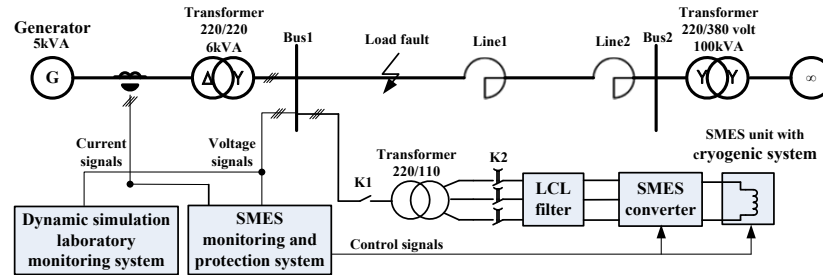 Generator
5kVA
G
Transformer
220/220
6kVA
Δ Y
Bus1
Load fault
Line1
Line2
Bus2
Transformer
220/380 volt
100kVA
Y Y
∞
Current
signals
Voltage
signals
K1
Transformer
220/110
K2
LCL
filter
SMES
converter
SMES unit with
cryogenic system
Dynamic simulation
laboratory
monitoring system
SMES
monitoring and
protection system
Control signals